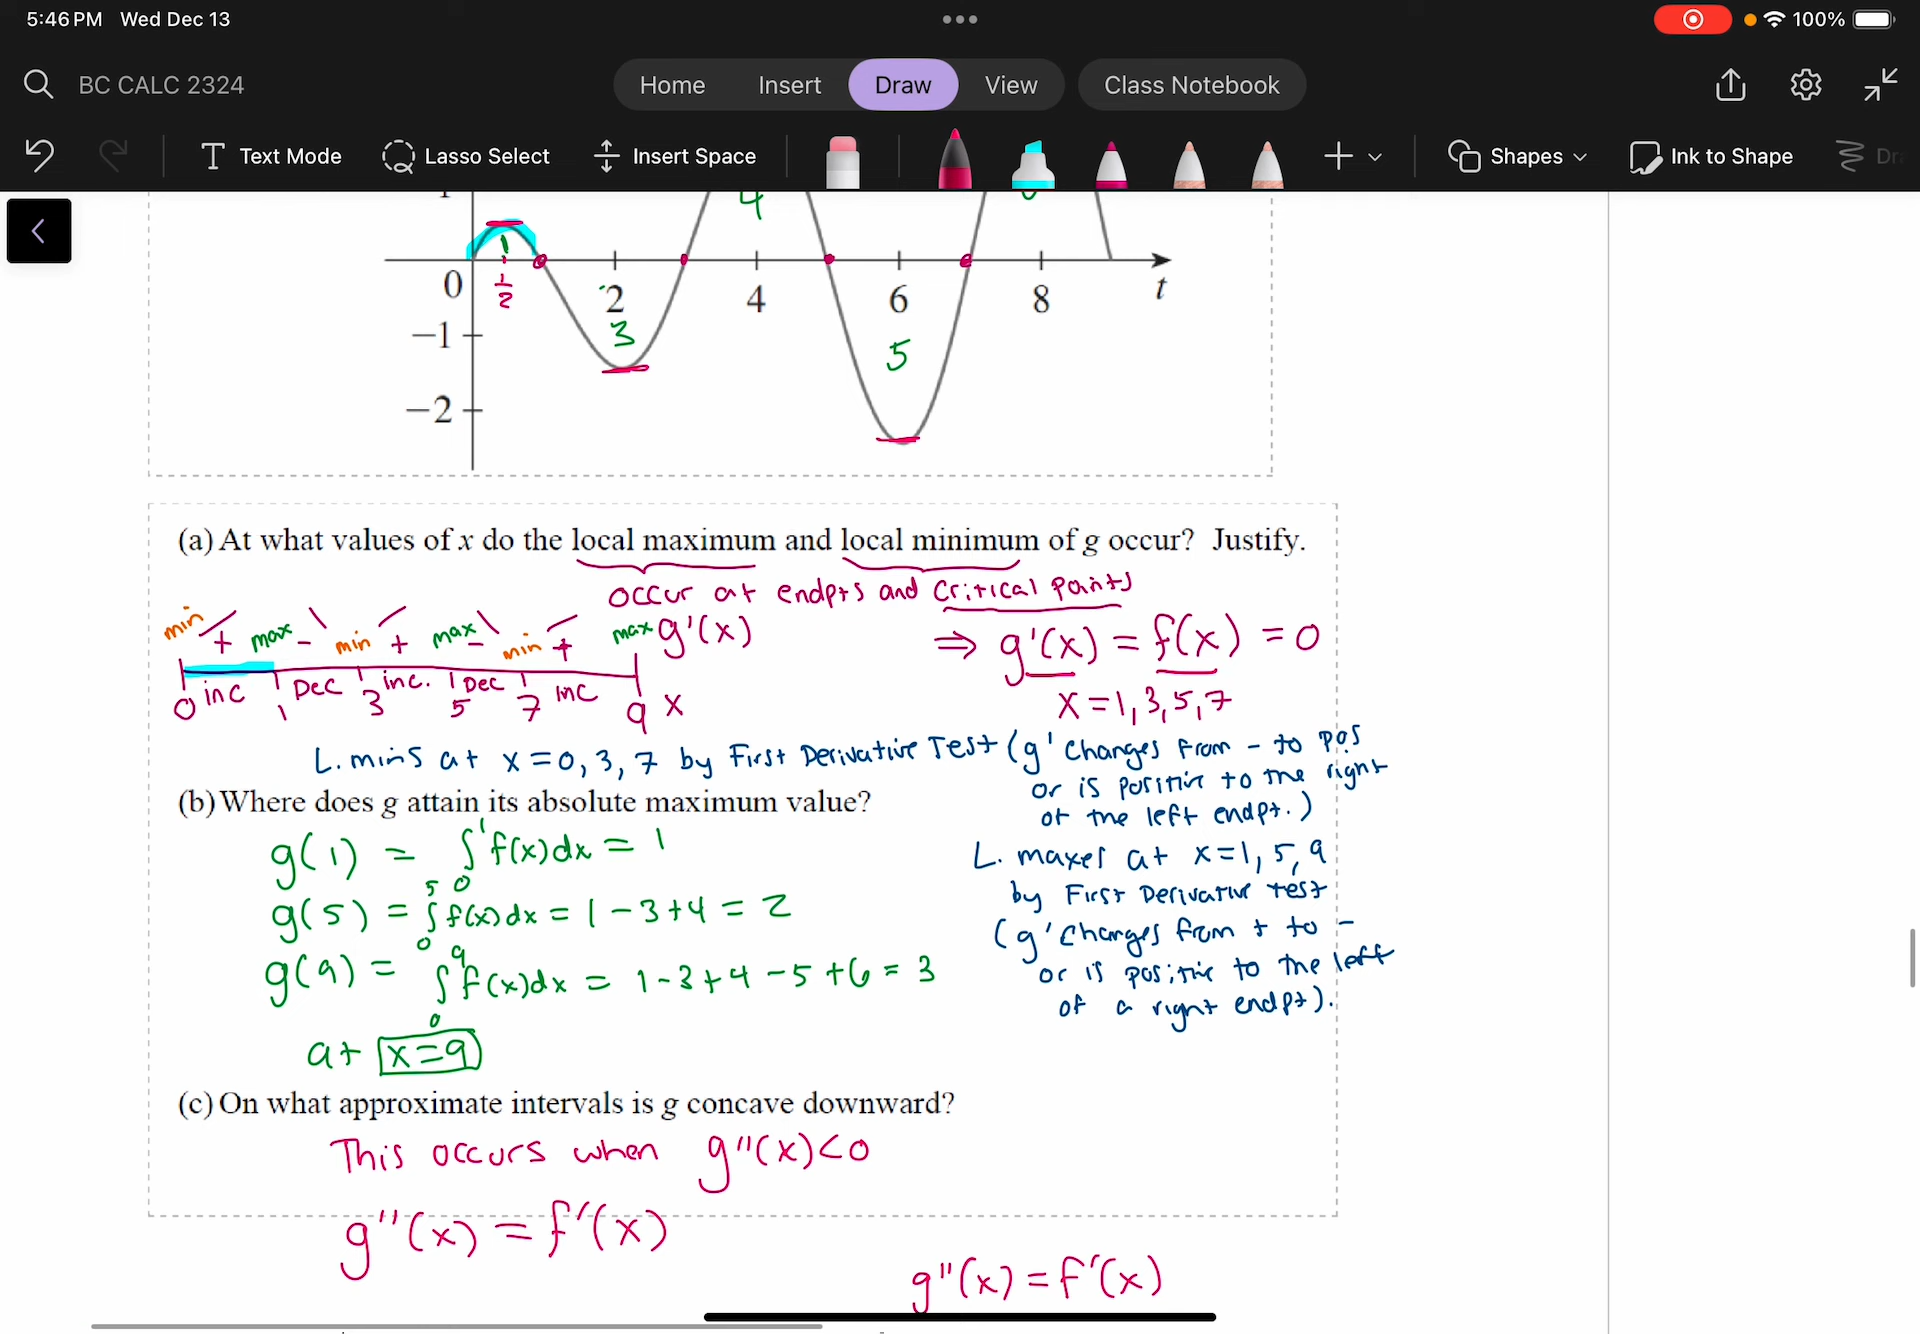 5:46 PM Wed Dec 13
100%
BC CALC 2324
Home Insert Draw View Class Notebook
Text Mode Lasso Select Insert Space
Shapes Ink to Shape Dr
4
1
0 1/2 2 4 6 8 t
3
5
−1
−2
(a) At what values of x do the local maximum and local minimum of g occur? Justify.
occur at endpts and critical points
min + max - min + max - min + max g'(x)
⇒ g'(x) = f(x) = 0
0 inc 1 Dec 3 inc. 5 Dec 7 inc 9 x
x = 1, 3, 5, 7
L. mins at x = 0, 3, 7 by First Derivative Test (g' changes from - to pos
or is positive to the right
of the left endpt.)
(b) Where does g attain its absolute maximum value?
g(1) = ∫₀¹ f(x)dx = 1
L. maxes at x = 1, 5, 9
by First Derivative test
g(5) = ∫₀⁵ f(x)dx = 1 - 3 + 4 = 2
(g' changes from + to -
g(9) = ∫₀⁹ f(x)dx = 1 - 3 + 4 - 5 + 6 = 3
or is positive to the left
of a right endpt).
at x = 9
(c) On what approximate intervals is g concave downward?
This occurs when g''(x) < 0
g''(x) = f'(x)
g''(x) = f'(x)